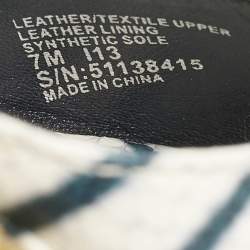 LEATHER/TEXTILE UPPER
LEATHER LINING
SYNTHETIC SOLE
7M I13
S/N:51138415
MADE IN CHINA